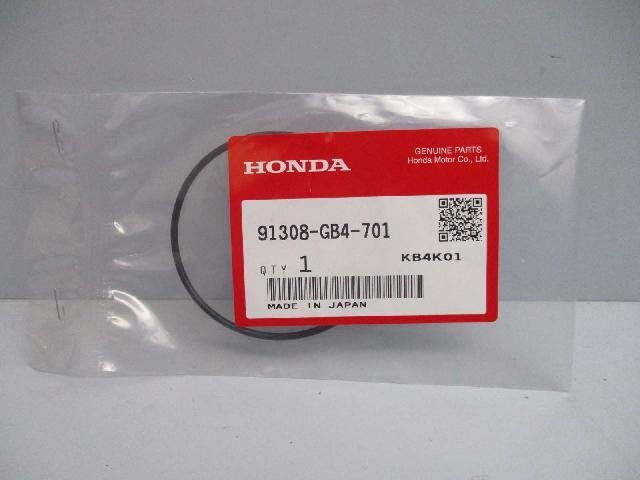 HONDA
GENUINE PARTS
Honda Motor Co., Ltd.
91308-GB4-701
KB4K01
QTY 1
MADE IN JAPAN